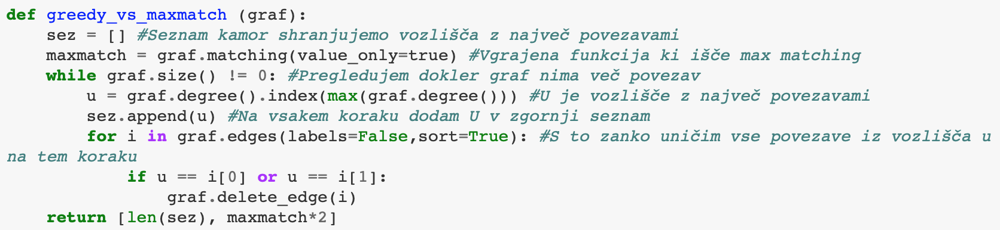 def greedy_vs_maxmatch (graf):
    sez = [] #Seznam kamor shranjujemo vozlišča z največ povezavami
    maxmatch = graf.matching(value_only=true) #Vgrajena funkcija ki išče max matching
    while graf.size() != 0: #Pregledujem dokler graf nima več povezav
        u = graf.degree().index(max(graf.degree())) #U je vozlišče z največ povezavami
        sez.append(u) #Na vsakem koraku dodam U v zgornji seznam
        for i in graf.edges(labels=False,sort=True): #S to zanko uničim vse povezave iz vozlišča u
na tem koraku
            if u == i[0] or u == i[1]:
                graf.delete_edge(i)
    return [len(sez), maxmatch*2]